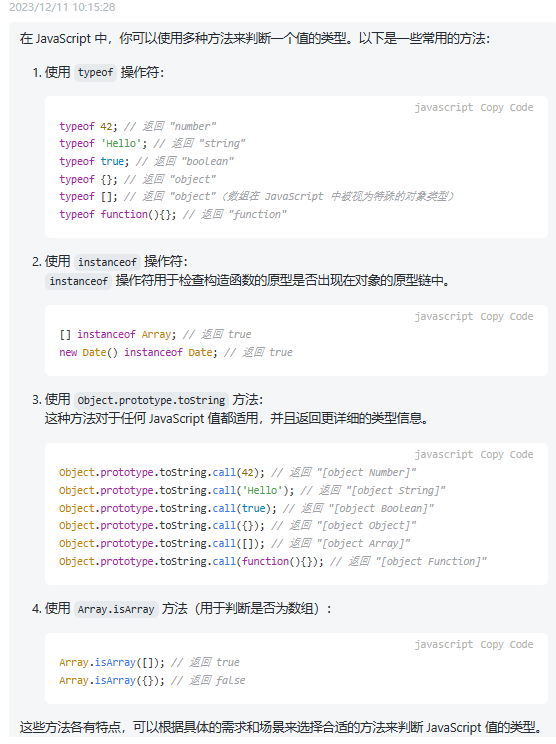 2023/12/11 10:15:28
在 JavaScript 中，你可以使用多种方法来判断一个值的类型。以下是一些常用的方法：
1. 使用 typeof 操作符：
javascript Copy Code
typeof 42; // 返回 "number"
typeof 'Hello'; // 返回 "string"
typeof true; // 返回 "boolean"
typeof {}; // 返回 "object"
typeof []; // 返回 "object"（数组在 JavaScript 中被视为特殊的对象类型）
typeof function(){}; // 返回 "function"
2. 使用 instanceof 操作符：
instanceof 操作符用于检查构造函数的原型是否出现在对象的原型链中。
javascript Copy Code
[] instanceof Array; // 返回 true
new Date() instanceof Date; // 返回 true
3. 使用 Object.prototype.toString 方法：
这种方法对于任何 JavaScript 值都适用，并且返回更详细的类型信息。
javascript Copy Code
Object.prototype.toString.call(42); // 返回 "[object Number]"
Object.prototype.toString.call('Hello'); // 返回 "[object String]"
Object.prototype.toString.call(true); // 返回 "[object Boolean]"
Object.prototype.toString.call({}); // 返回 "[object Object]"
Object.prototype.toString.call([]); // 返回 "[object Array]"
Object.prototype.toString.call(function(){}); // 返回 "[object Function]"
4. 使用 Array.isArray 方法（用于判断是否为数组）：
javascript Copy Code
Array.isArray([]); // 返回 true
Array.isArray({}); // 返回 false
这些方法各有特点，可以根据具体的需求和场景来选择合适的方法来判断 JavaScript 值的类型。